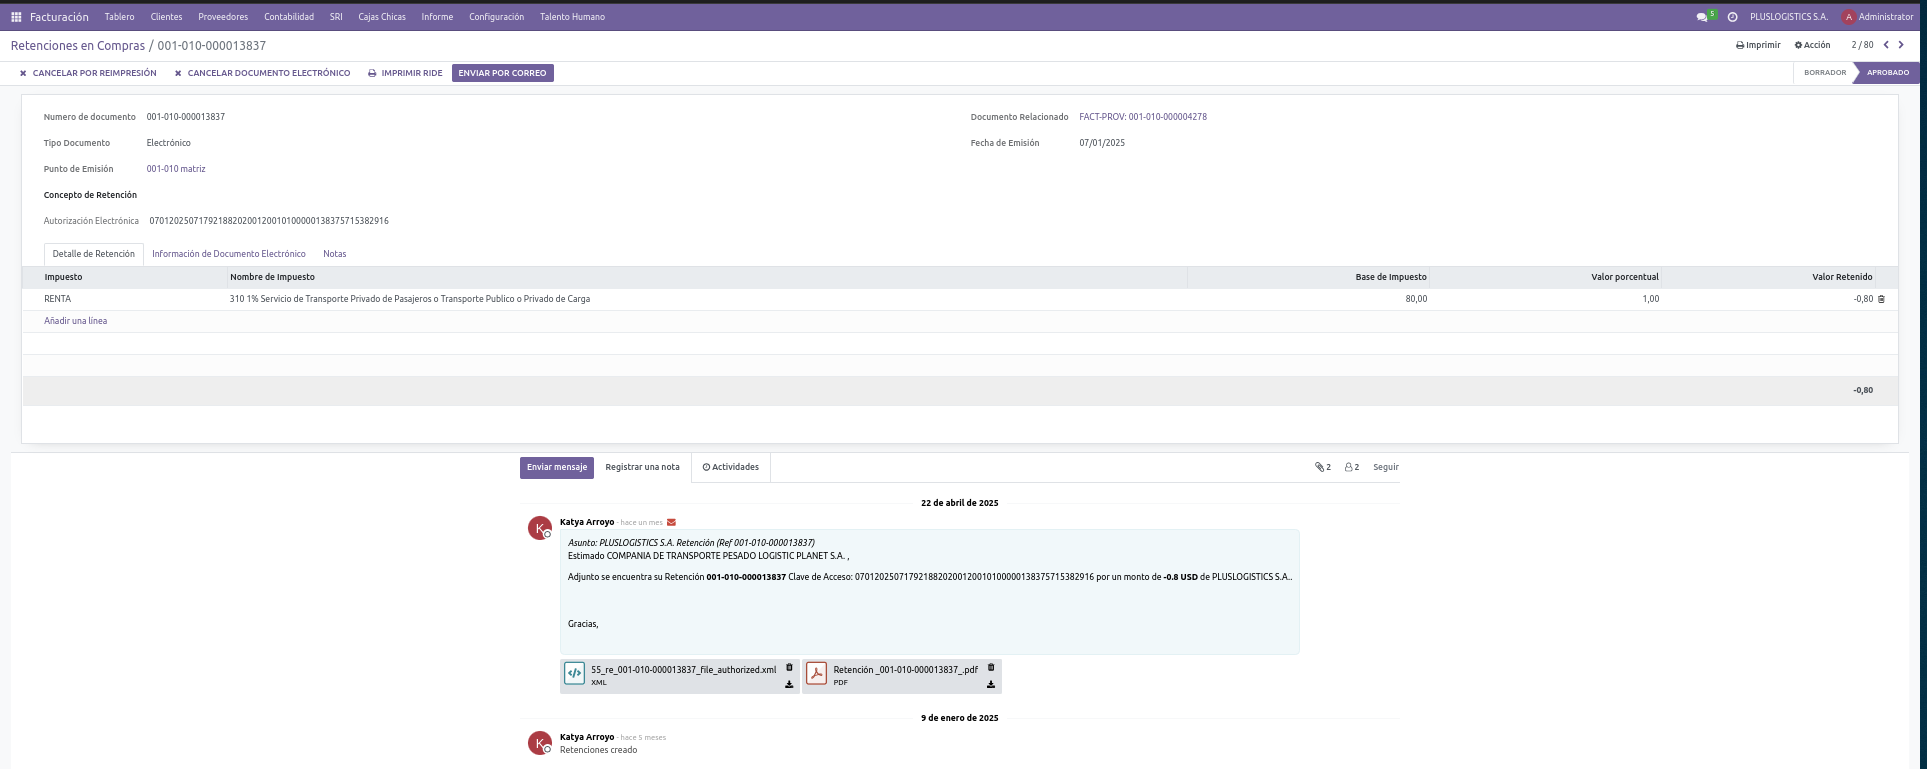 Facturación Tablero Clientes Proveedores Contabilidad SRI Cajas Chicas Informe Configuración Talento Humano 5 PLUSLOGISTICS S.A. A Administrator
Retenciones en Compras / 001-010-000013837 Imprimir Acción 2 / 80
CANCELAR POR REIMPRESIÓN CANCELAR DOCUMENTO ELECTRÓNICO IMPRIMIR RIDE ENVIAR POR CORREO BORRADOR APROBADO
Numero de documento 001-010-000013837 Documento Relacionado FACT-PROV: 001-010-000004278
Tipo Documento Electrónico Fecha de Emisión 07/01/2025
Punto de Emisión 001-010 matriz
Concepto de Retención
Autorización Electrónica 0701202507179218820200120010100000138375715382916
Detalle de Retención Información de Documento Electrónico Notas
Impuesto Nombre de Impuesto Base de Impuesto Valor porcentual Valor Retenido
RENTA 310 1% Servicio de Transporte Privado de Pasajeros o Transporte Publico o Privado de Carga 80,00 1,00 -0,80
Añadir una línea
-0,80
Enviar mensaje Registrar una nota Actividades 2 2 Seguir
22 de abril de 2025
K Katya Arroyo - hace un mes
Asunto: PLUSLOGISTICS S.A. Retención (Ref 001-010-000013837)
Estimado COMPANIA DE TRANSPORTE PESADO LOGISTIC PLANET S.A. ,
Adjunto se encuentra su Retención 001-010-000013837 Clave de Acceso: 0701202507179218820200120010100000138375715382916 por un monto de -0.8 USD de PLUSLOGISTICS S.A..
Gracias,
55_re_001-010-000013837_file_authorized.xml Retención _001-010-000013837_.pdf
XML PDF
9 de enero de 2025
K Katya Arroyo - hace 5 meses
Retenciones creado